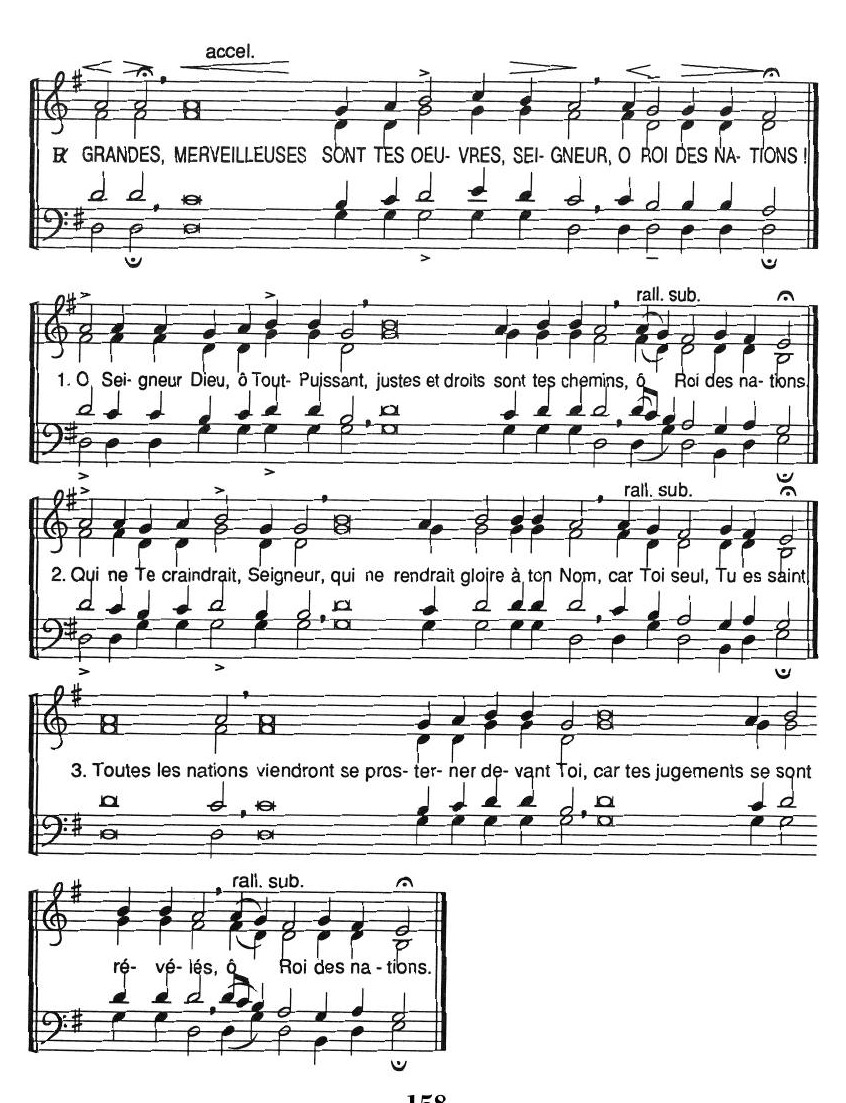 accel.
℟ GRANDES, MERVEILLEUSES SONT TES OEU- VRES, SEI- GNEUR, O ROI DES NA- TIONS !
rall. sub.
1. O Sei- gneur Dieu, ô Tout- Puissant, justes et droits sont tes chemins, ô Roi des na- tions.
rall. sub.
2. Qui ne Te craindrait, Seigneur, qui ne rendrait gloire à ton Nom, car Toi seul, Tu es saint,
3. Toutes les nations viendront se pros- ter- ner de- vant Toi, car tes jugements se sont
rall. sub.
ré- vé- lés, ô Roi des na - tions.
158